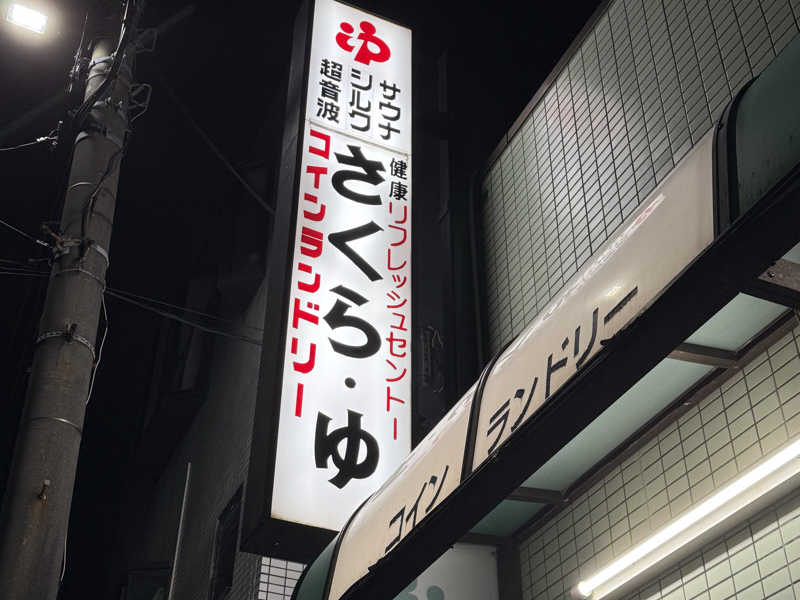 ゆ
サウナ
シルク
超音波
健康リフレッシュセンター
さくら・ゆ
コインランドリー
コインランドリー